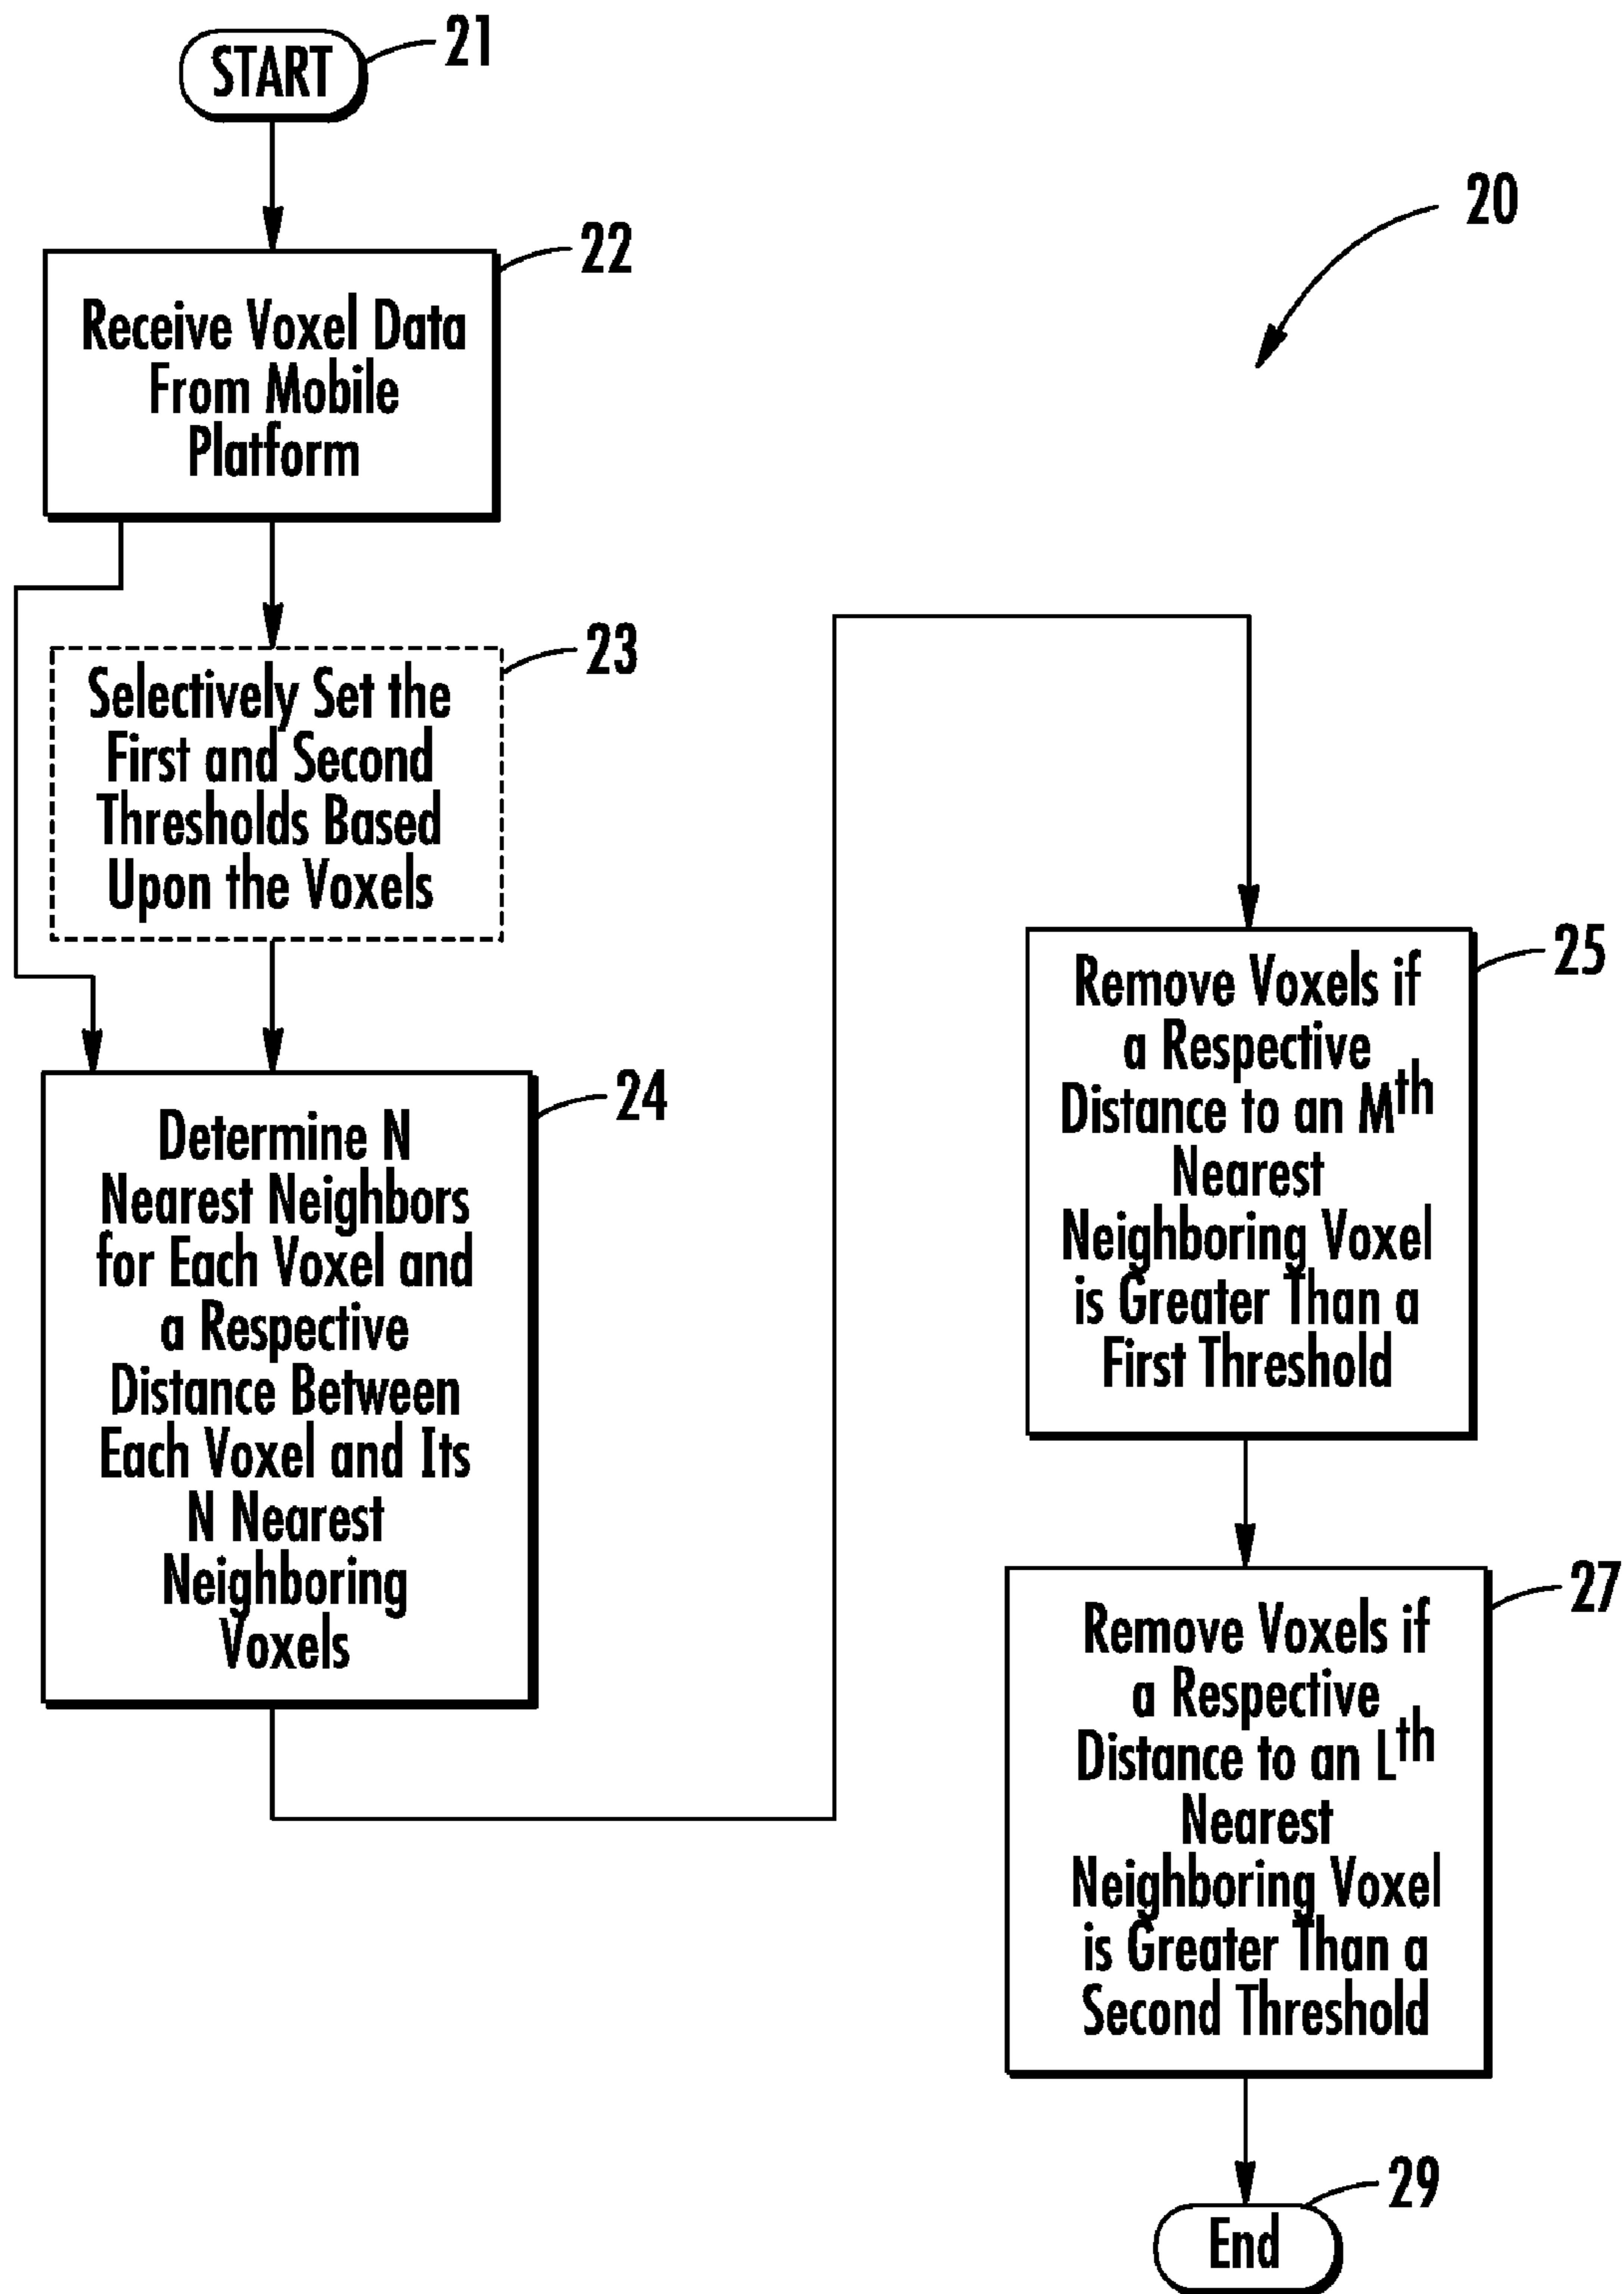 START
21
20
22
Receive Voxel Data
From Mobile
Platform
23
Selectively Set the
First and Second
Thresholds Based
Upon the Voxels
24
Determine N
Nearest Neighbors
for Each Voxel and
a Respective
Distance Between
Each Voxel and Its
N Nearest
Neighboring
Voxels
25
Remove Voxels if
a Respective
Distance to an Mth
Nearest
Neighboring Voxel
is Greater Than a
First Threshold
27
Remove Voxels if
a Respective
Distance to an Lth
Nearest
Neighboring Voxel
is Greater Than a
Second Threshold
29
End